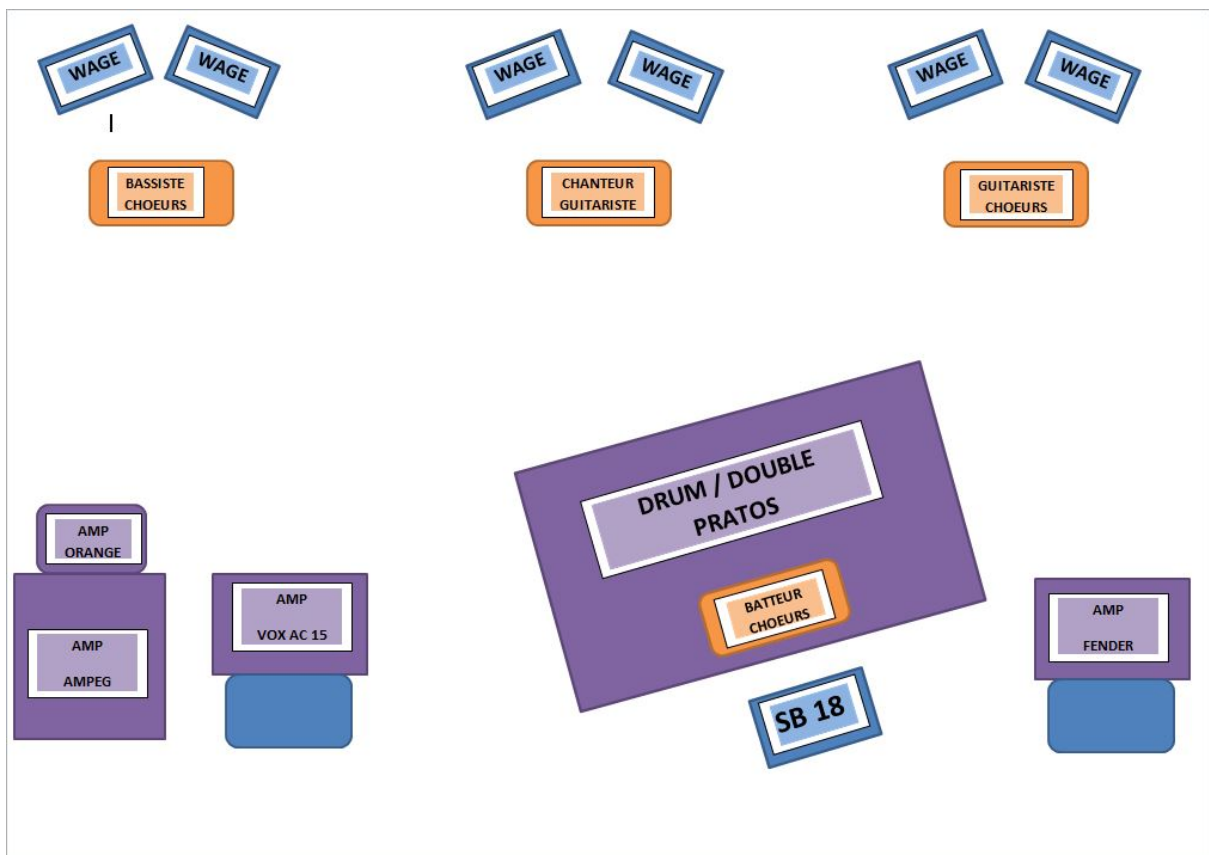 WAGE
WAGE
WAGE
WAGE
WAGE
WAGE
BASSISTE
CHOEURS
CHANTEUR
GUITARISTE
GUITARISTE
CHOEURS
DRUM / DOUBLE
PRATOS
AMP
ORANGE
AMP
VOX AC 15
BATTEUR
CHOEURS
AMP
FENDER
AMP
AMPEG
SB 18